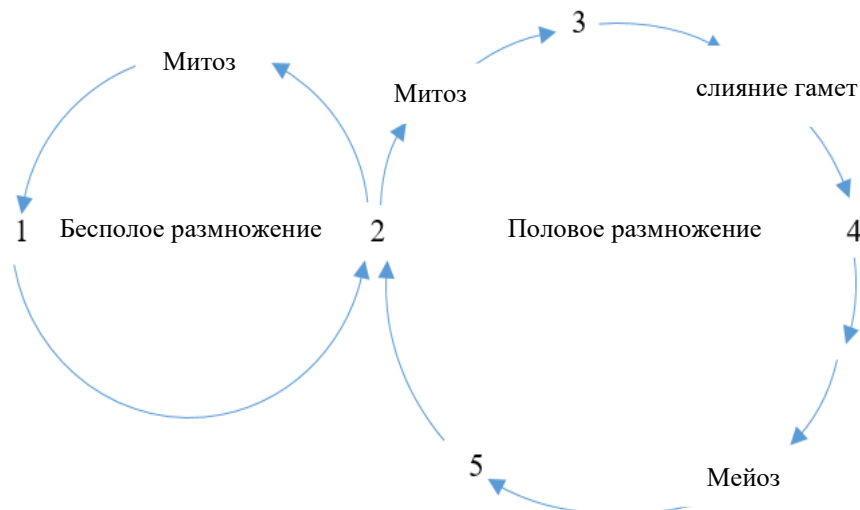 3
Митоз
Митоз
слияние гамет
1
Бесполое размножение
2
Половое размножение
4
5
Мейоз